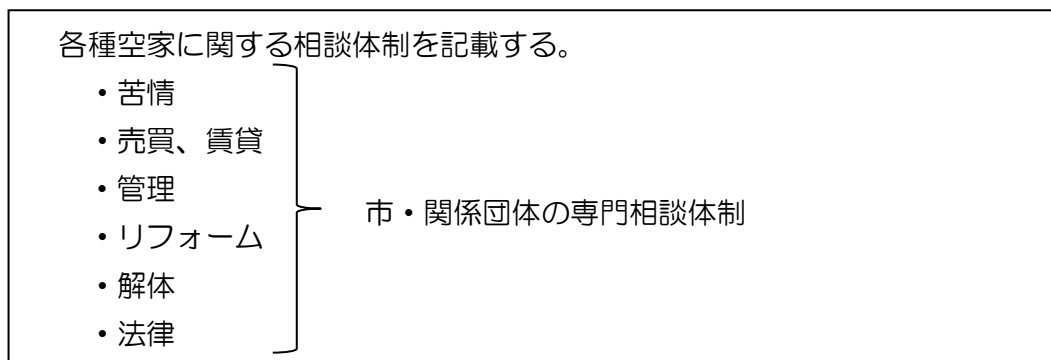 各種空家に関する相談体制を記載する。
・苦情
・売買、賃貸
・管理
・リフォーム
・解体
・法律
市・関係団体の専門相談体制